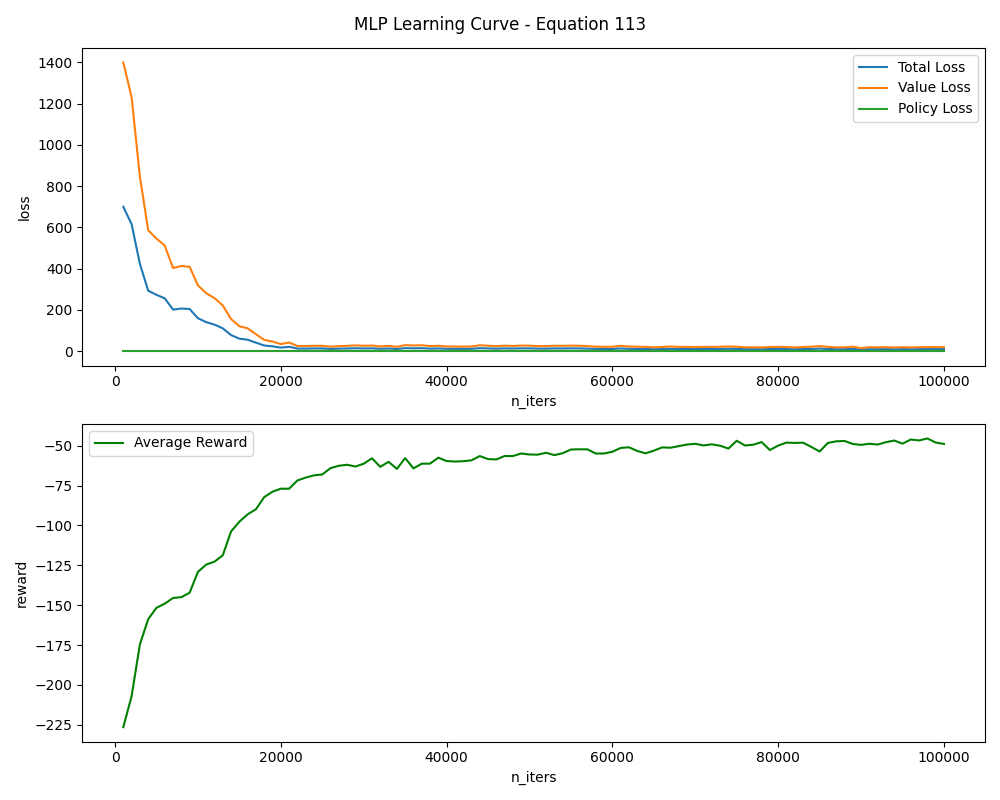 MLP Learning Curve - Equation 113
1400
1200
1000
800
600
400
200
0
loss
Total Loss
Value Loss
Policy Loss
0 20000 40000 60000 80000 100000
n_iters
−50
−75
−100
−125
−150
−175
−200
−225
reward
Average Reward
0 20000 40000 60000 80000 100000
n_iters